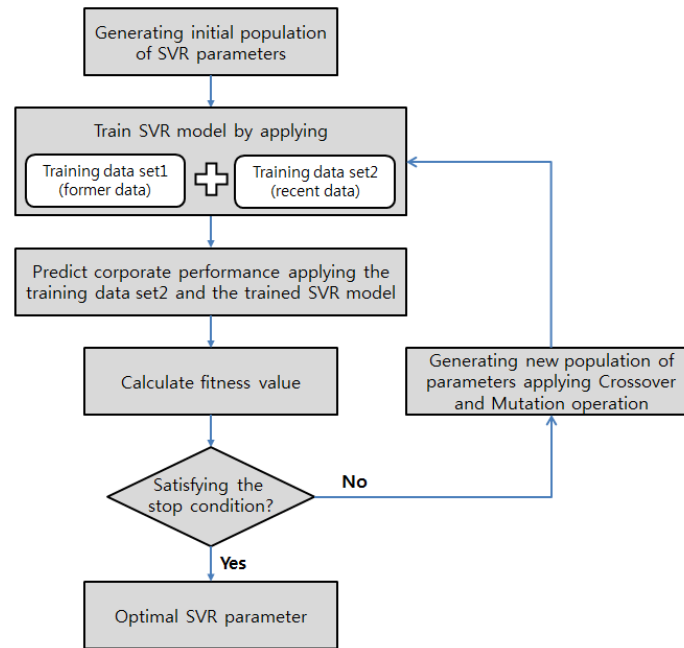 Generating initial population
of SVR parameters
Train SVR model by applying
Training data set1
(former data)
Training data set2
(recent data)
Predict corporate performance applying the
training data set2 and the trained SVR model
Calculate fitness value
Generating new population of
parameters applying Crossover
and Mutation operation
Satisfying the
stop condition?
No
Yes
Optimal SVR parameter